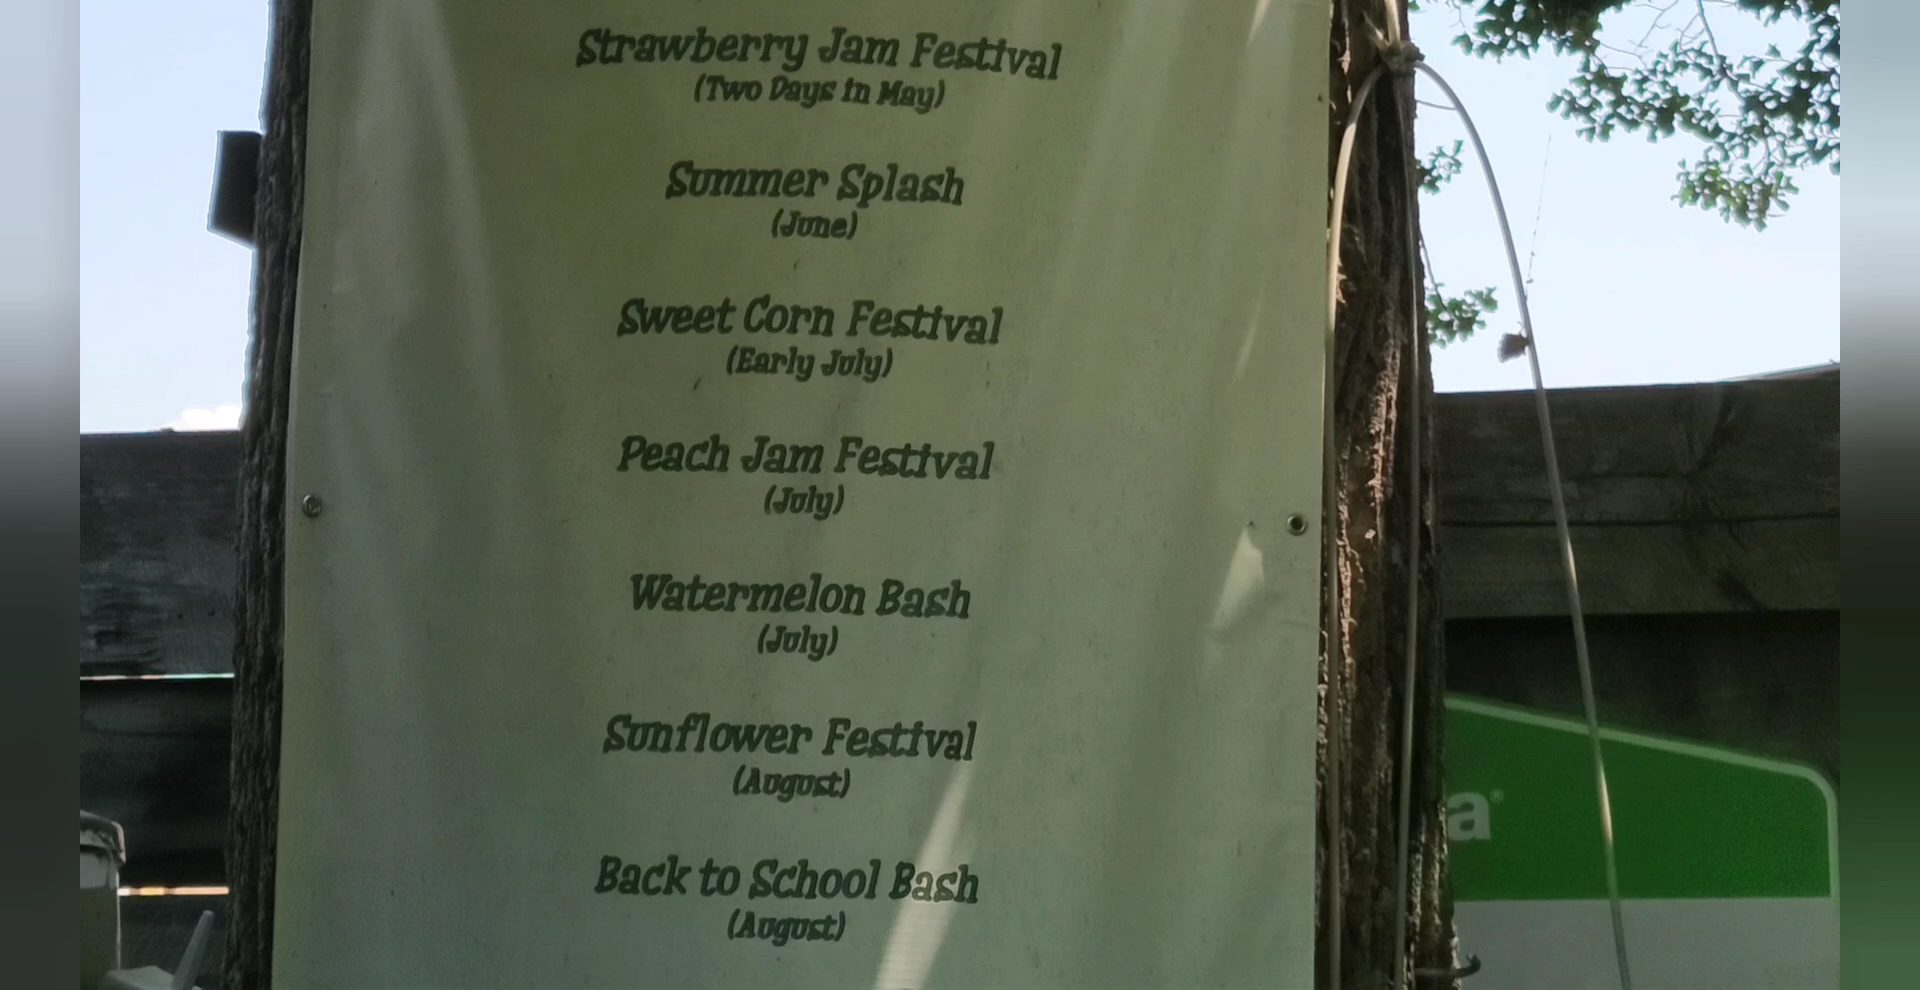 Strawberry Jam Festival
(Two Days in May)
Summer Splash
(June)
Sweet Corn Festival
(Early July)
Peach Jam Festival
(July)
Watermelon Bash
(July)
Sunflower Festival
(August)
Back to School Bash
(August)
a®